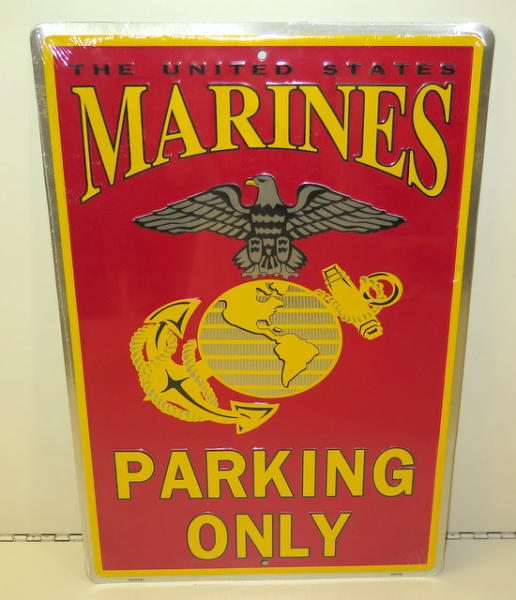 THE UNITED STATES
MARINES
PARKING
ONLY